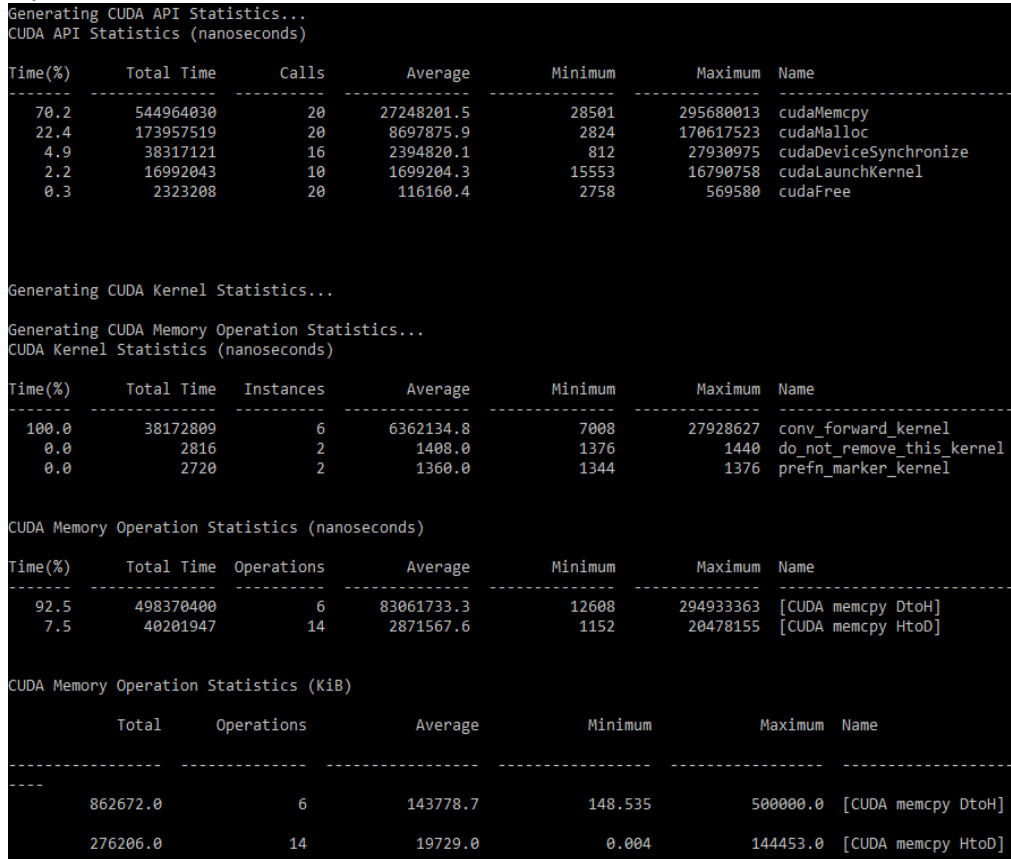 Generating CUDA API Statistics...
CUDA API Statistics (nanoseconds)
Time(%) Total Time Calls Average Minimum Maximum Name
------- -------------- ---------- -------------- -------------- -------------- ------------------------
70.2 544964030 20 27248201.5 28501 295680013 cudaMemcpy
22.4 173957519 20 8697875.9 2824 170617523 cudaMalloc
4.9 38317121 16 2394820.1 812 27930975 cudaDeviceSynchronize
2.2 16992043 10 1699204.3 15553 16790758 cudaLaunchKernel
0.3 2323208 20 116160.4 2758 569580 cudaFree
Generating CUDA Kernel Statistics...
Generating CUDA Memory Operation Statistics...
CUDA Kernel Statistics (nanoseconds)
Time(%) Total Time Instances Average Minimum Maximum Name
------- -------------- ---------- -------------- -------------- -------------- ------------------------
100.0 38172809 6 6362134.8 7008 27928627 conv_forward_kernel
0.0 2816 2 1408.0 1376 1440 do_not_remove_this_kernel
0.0 2720 2 1360.0 1344 1376 prefn_marker_kernel
CUDA Memory Operation Statistics (nanoseconds)
Time(%) Total Time Operations Average Minimum Maximum Name
------- -------------- ---------- -------------- -------------- -------------- ------------------------
92.5 498370400 6 83061733.3 12608 294933363 [CUDA memcpy DtoH]
7.5 40201947 14 2871567.6 1152 20478155 [CUDA memcpy HtoD]
CUDA Memory Operation Statistics (KiB)
Total Operations Average Minimum Maximum Name
----------------- -------------- ----------------- ----------------- ----------------- -------------------
----
862672.0 6 143778.7 148.535 500000.0 [CUDA memcpy DtoH]
276206.0 14 19729.0 0.004 144453.0 [CUDA memcpy HtoD]